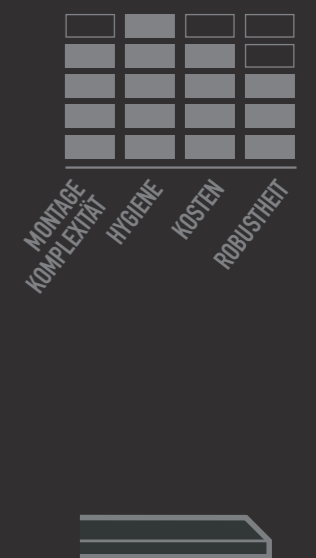 MONTAGE
KOMPLEXITÄT
HYGIENE
KOSTEN
ROBUSTHEIT